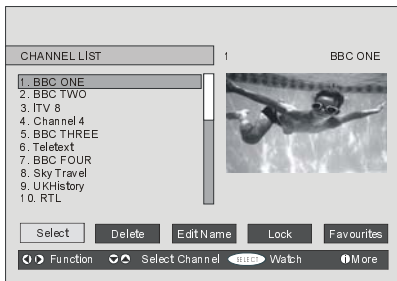 CHANNEL LIST
1 BBC ONE
1. BBC ONE
2. BBC TWO
3. ITV 8
4. Channel 4
5. BBC THREE
6. Teletext
7. BBC FOUR
8. Sky Travel
9. UKHistory
10. RTL
Select Delete Edit Name Lock Favourites
Function Select Channel SELECT Watch i More